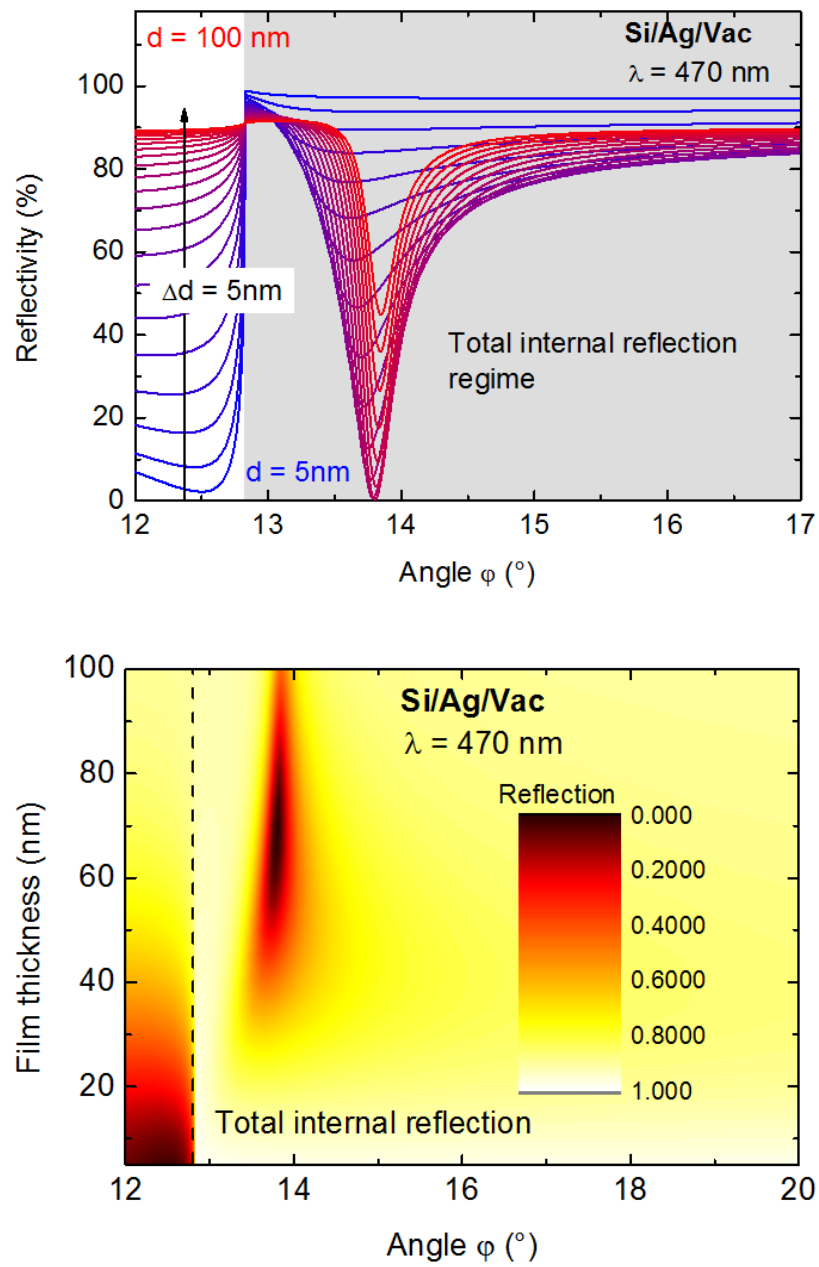 d = 100 nm
Si/Ag/Vac
λ = 470 nm
100
80
60
40
20
0
Reflectivity (%)
Δd = 5nm
Total internal reflection
regime
d = 5nm
12
13
14
15
16
17
Angle φ (°)
100
80
60
40
20
Film thickness (nm)
Si/Ag/Vac
λ = 470 nm
Reflection
0.000
0.2000
0.4000
0.6000
0.8000
1.000
Total internal reflection
12
14
16
18
20
Angle φ (°)